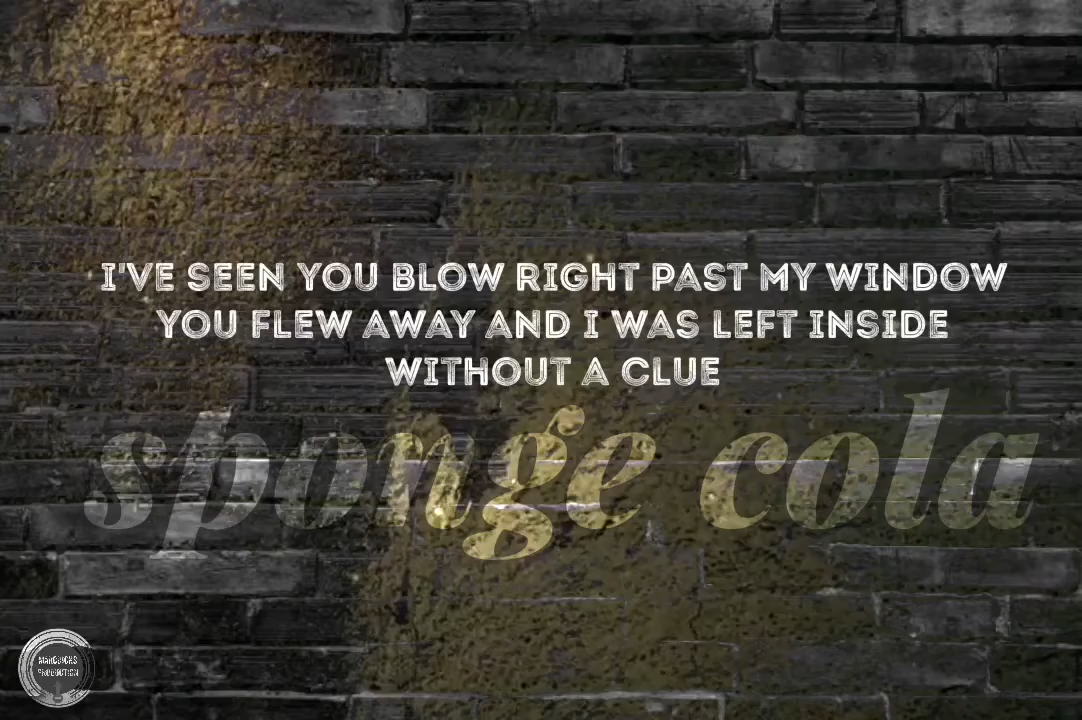 I'VE SEEN YOU BLOW RIGHT PAST MY WINDOW
YOU FLEW AWAY AND I WAS LEFT INSIDE
WITHOUT A CLUE
sponge cola
PRODUCTION